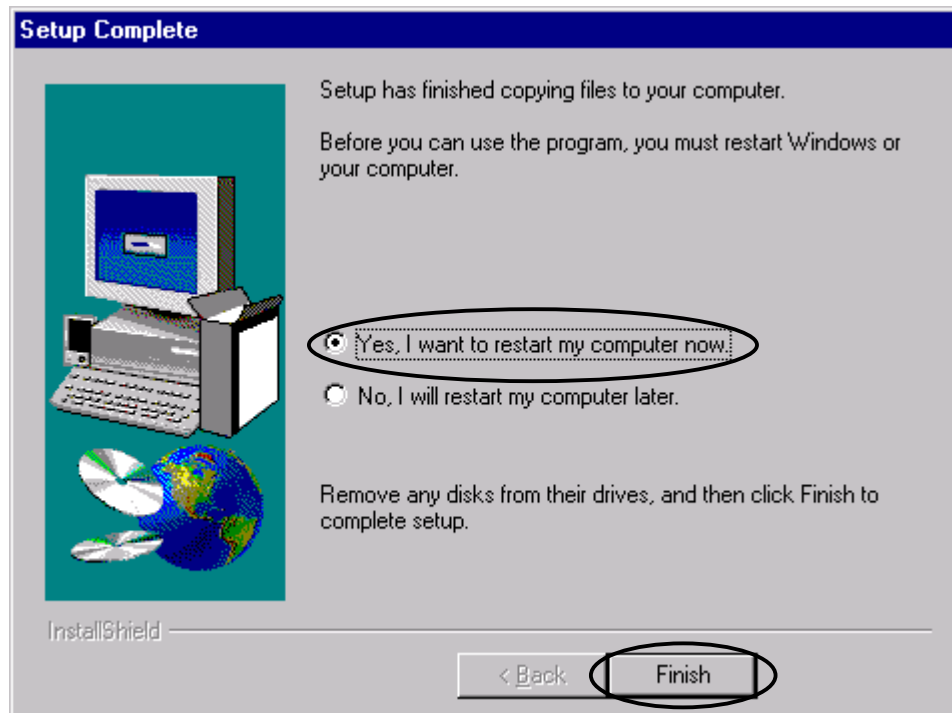 Setup Complete
Setup has finished copying files to your computer.
Before you can use the program, you must restart Windows or
your computer.
Yes, I want to restart my computer now.
No, I will restart my computer later.
Remove any disks from their drives, and then click Finish to
complete setup.
InstallShield
< Back
Finish